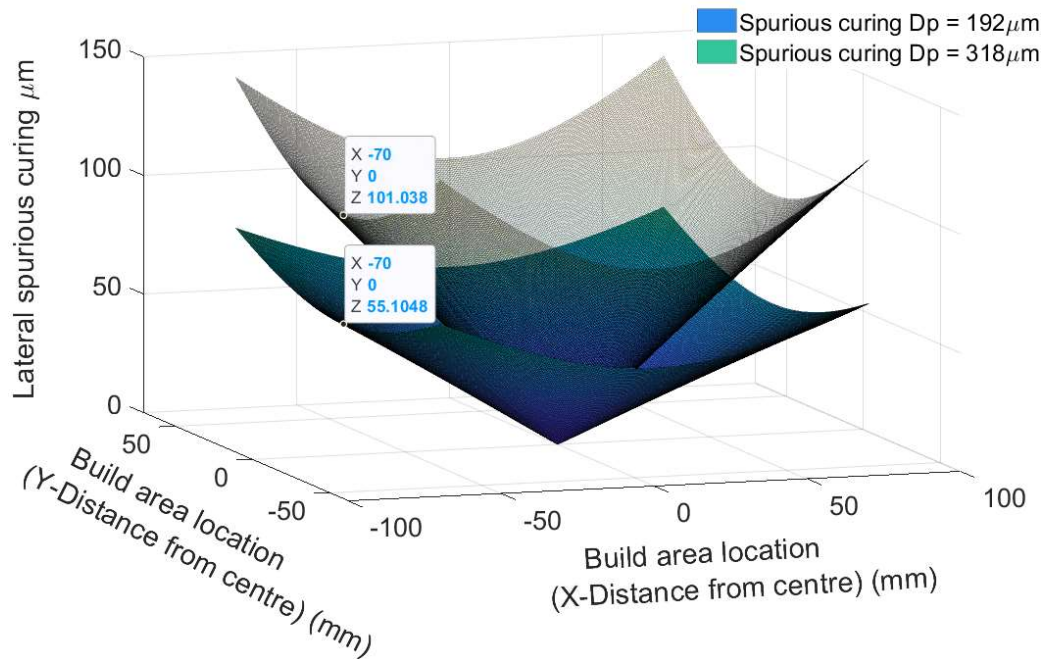 Spurious curing Dp = 192μm
Spurious curing Dp = 318μm
Lateral spurious curing μm
150
100
50
0
X -70
Y 0
Z 101.038
X -70
Y 0
Z 55.1048
50
0
-50
Build area location
(Y-Distance from centre) (mm)
-100
-50
0
50
100
Build area location
(X-Distance from centre) (mm)